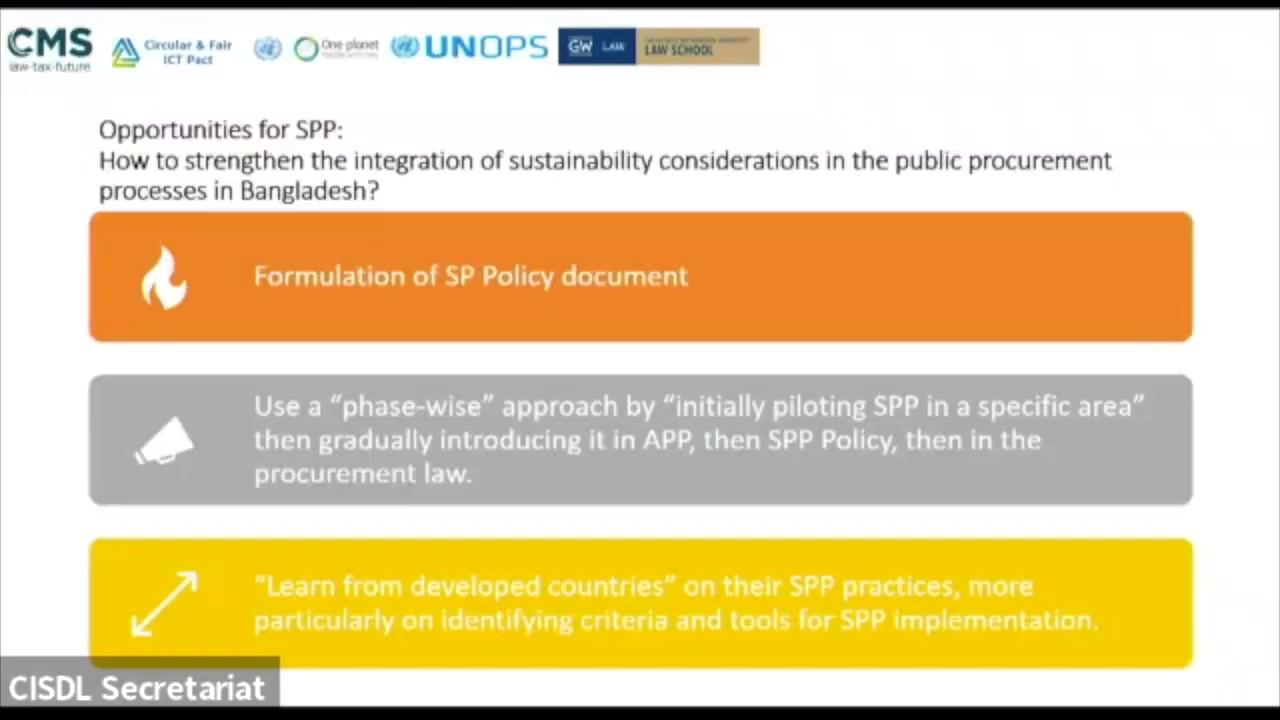 CMS
law·tax·future
Circular & Fair
ICT Pact
One planet
UNOPS
GW LAW
LAW SCHOOL
Opportunities for SPP:
How to strengthen the integration of sustainability considerations in the public procurement
processes in Bangladesh?
Formulation of SP Policy document
Use a “phase-wise” approach by “initially piloting SPP in a specific area”
then gradually introducing it in APP, then SPP Policy, then in the
procurement law.
“Learn from developed countries” on their SPP practices, more
particularly on identifying criteria and tools for SPP implementation.
CISDL Secretariat